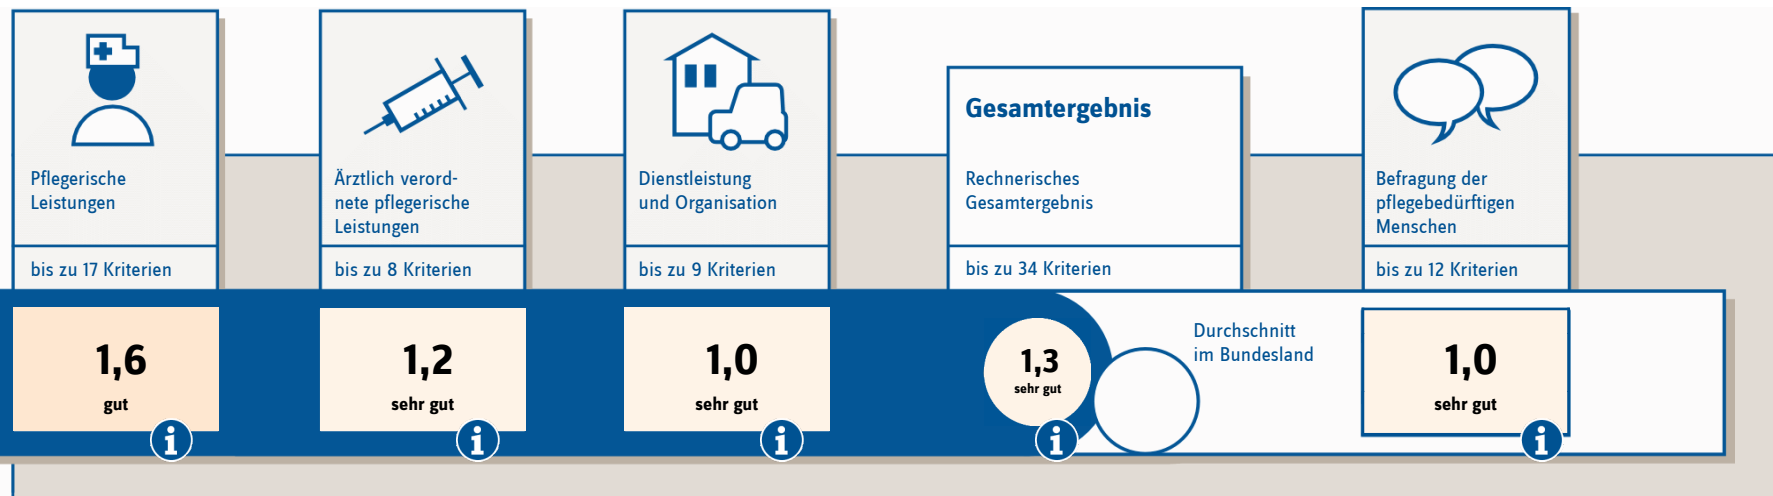 Pflegerische
Leistungen
bis zu 17 Kriterien
1,6
gut
Ärztlich verord-
nete pflegerische
Leistungen
bis zu 8 Kriterien
1,2
sehr gut
Dienstleistung
und Organisation
bis zu 9 Kriterien
1,0
sehr gut
Gesamtergebnis
Rechnerisches
Gesamtergebnis
bis zu 34 Kriterien
1,3
sehr gut
Durchschnitt
im Bundesland
Befragung der
pflegebedürftigen
Menschen
bis zu 12 Kriterien
1,0
sehr gut